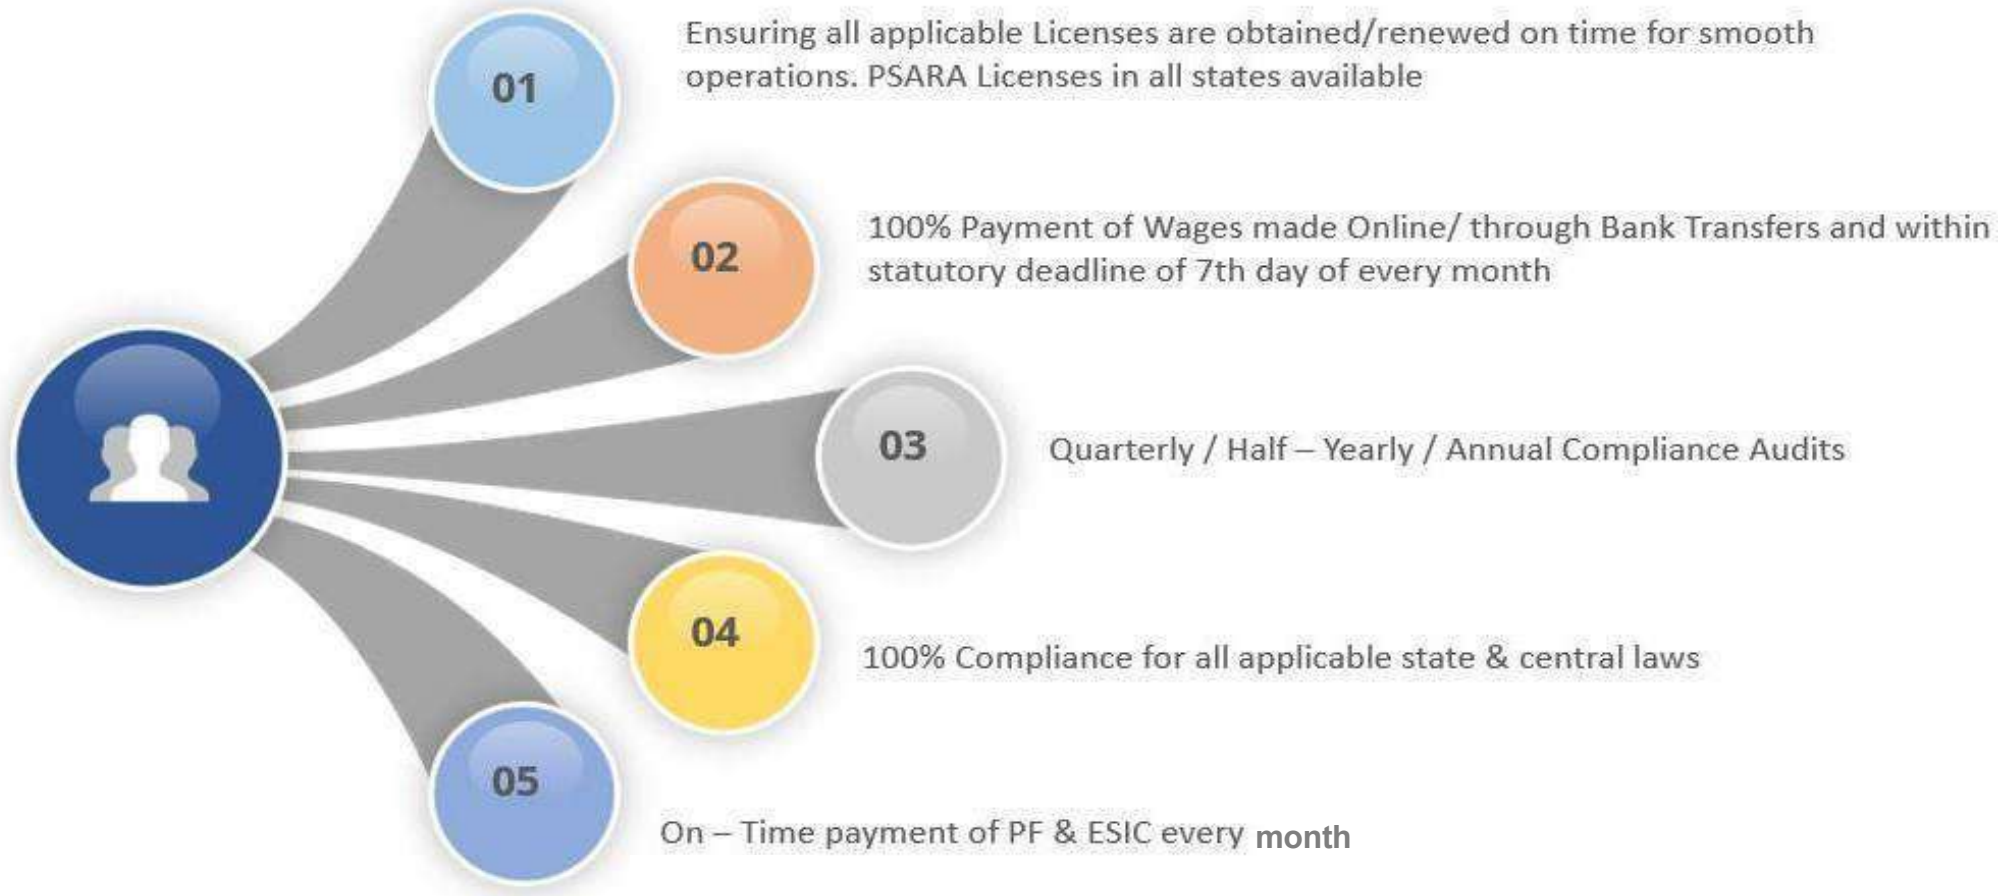 01
Ensuring all applicable Licenses are obtained/renewed on time for smooth
operations. PSARA Licenses in all states available
02
100% Payment of Wages made Online/ through Bank Transfers and within
statutory deadline of 7th day of every month
03
Quarterly / Half – Yearly / Annual Compliance Audits
04
100% Compliance for all applicable state & central laws
05
On – Time payment of PF & ESIC every month